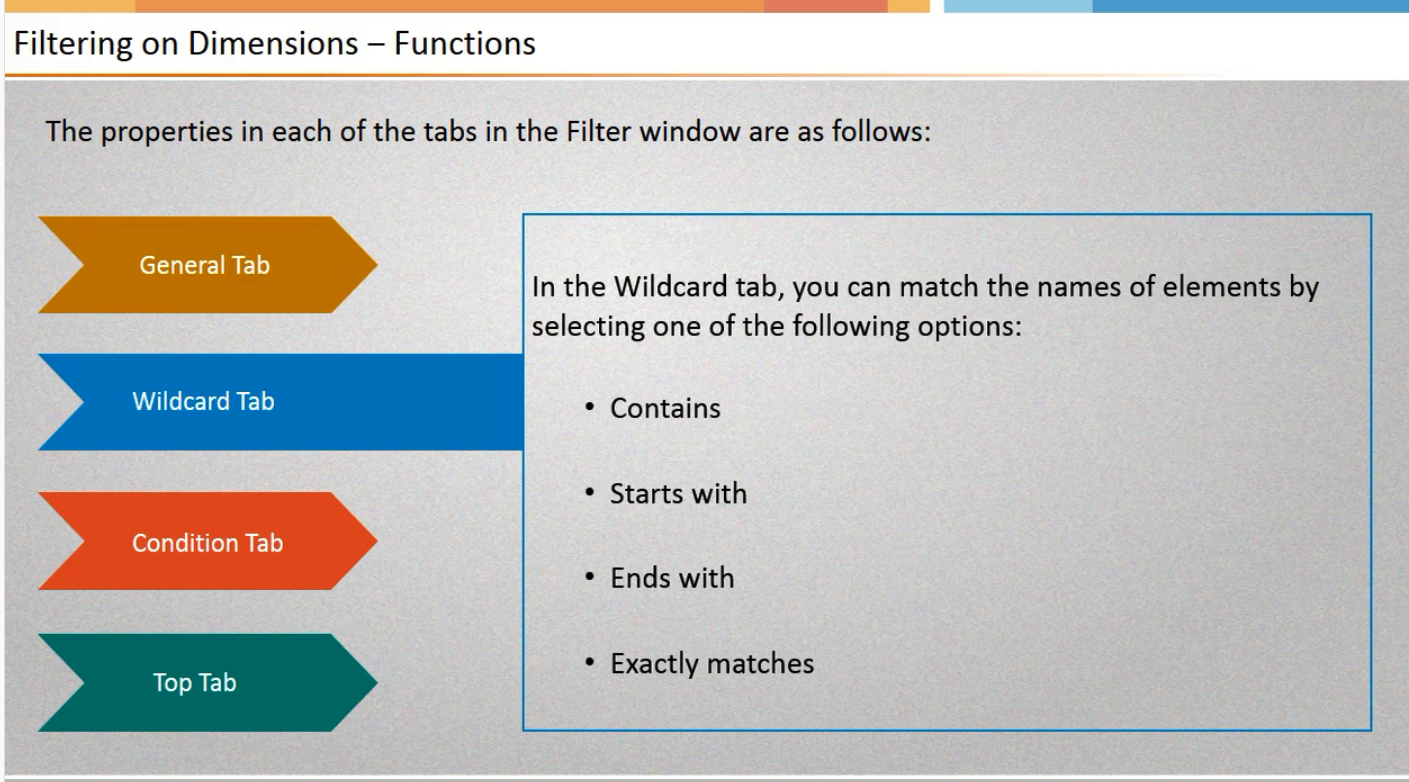 Filtering on Dimensions – Functions
The properties in each of the tabs in the Filter window are as follows:
General Tab
Wildcard Tab
Condition Tab
Top Tab
In the Wildcard tab, you can match the names of elements by
selecting one of the following options:
• Contains
• Starts with
• Ends with
• Exactly matches